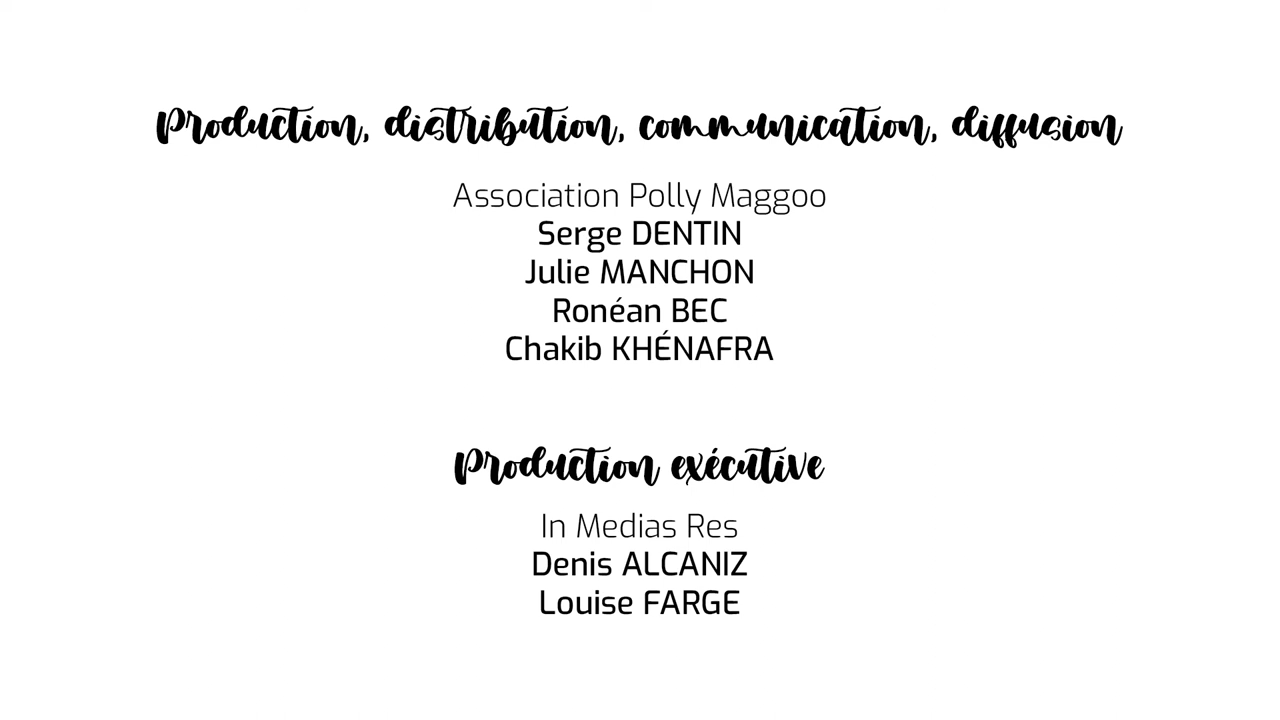 Production, distribution, communication, diffusion
Association Polly Maggoo
Serge DENTIN
Julie MANCHON
Ronéan BEC
Chakib KHÉNAFRA
Production exécutive
In Medias Res
Denis ALCANIZ
Louise FARGE